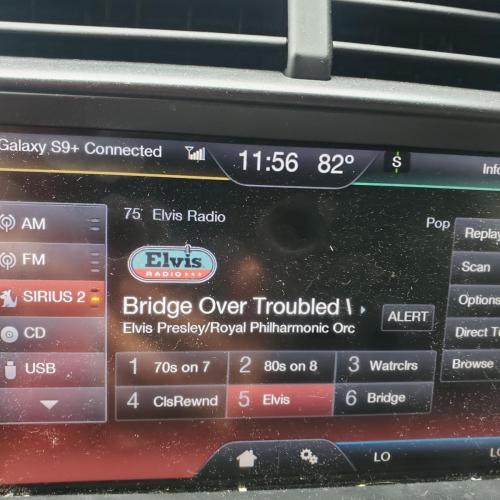 Galaxy S9+ Connected 11:56 82° S Info
75 Elvis Radio Pop
AM
FM
SIRIUS 2
CD
USB
Elvis
RADIO
Bridge Over Troubled
Elvis Presley/Royal Philharmonic Orc
ALERT
Replay
Scan
Options
Direct
Browse
1 70s on 7 2 80s on 8 3 Watrclrs
4 ClsRewnd 5 Elvis 6 Bridge
LO